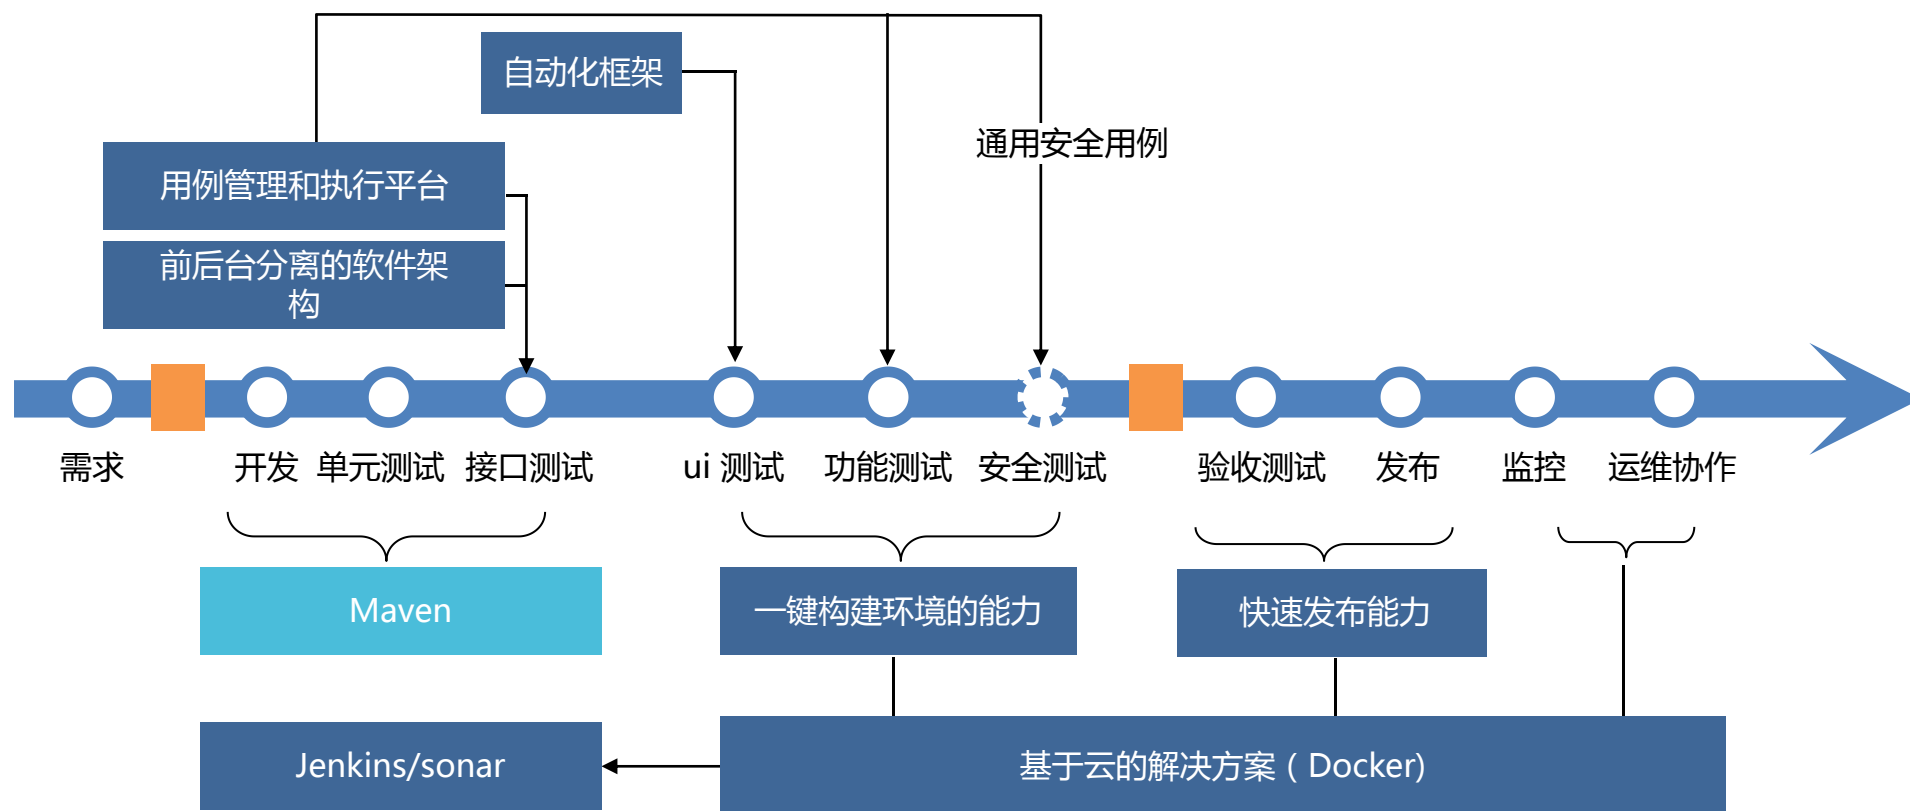 自动化框架
通用安全用例
用例管理和执行平台
前后台分离的软件架
构
需求
开发
单元测试
接口测试
ui 测试
功能测试
安全测试
验收测试
发布
监控
运维协作
Maven
一键构建环境的能力
快速发布能力
Jenkins/sonar
基于云的解决方案（Docker)